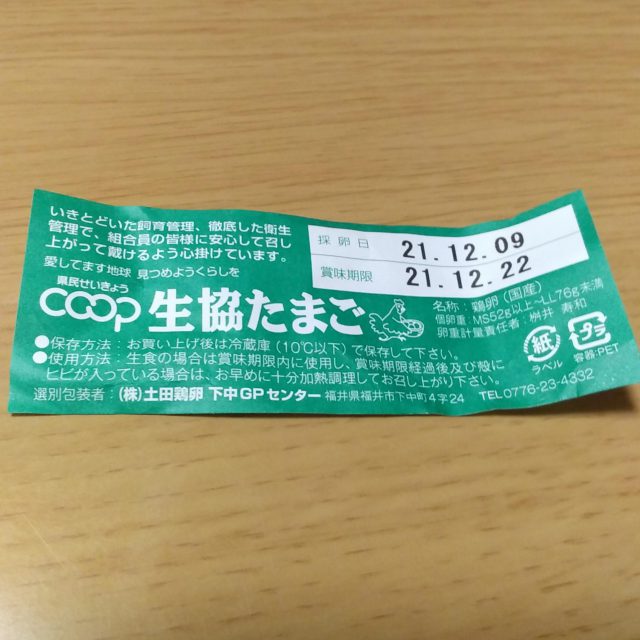 いきとどいた飼育管理、徹底した衛生
管理で、組合員の皆様に安心して召し
上がって戴けるよう心掛けています。
愛してます地球 見つめようくらしを
採卵日 21.12.09
賞味期限 21.12.22
県民せいきょう
COOP 生協たまご
名称：鶏卵（国産）
個卵重：MS52g以上～LL76g未満
卵重計量責任者：桝井 寿和
●保存方法：お買い上げ後は冷蔵庫（10℃以下）で保存して下さい。
●使用方法：生食の場合は賞味期限内に使用し、賞味期限経過後及び殻に
ヒビが入っている場合は、お早めに十分加熱調理してお召し上がり下さい。
紙
ラベル
プラ
容器:PET
選別包装者：（株）土田鶏卵 下中GPセンター 福井県福井市下中町4字24 TEL0776-23-4332